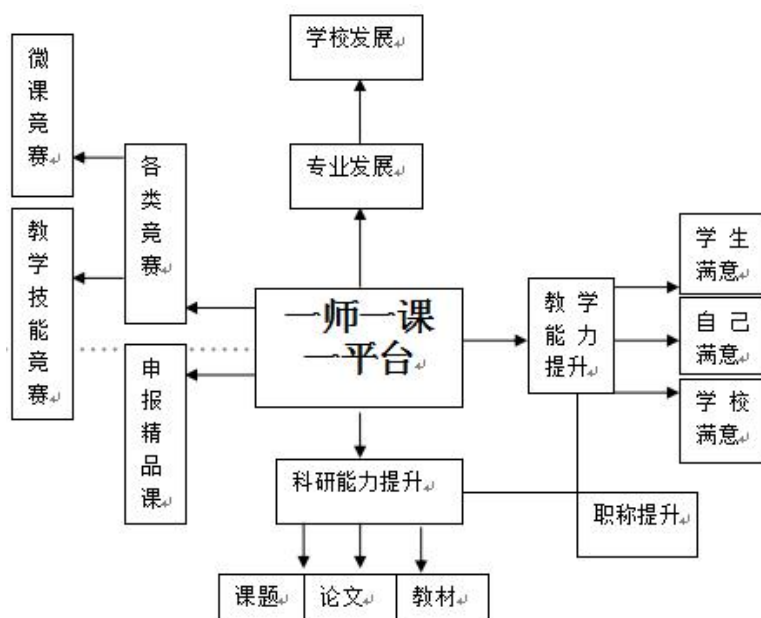 学校发展
专业发展
微课竞赛
各类竞赛
教学技能竞赛
申报精品课
一师一课
一平台
教学
能力
提升
学生
满意
自己
满意
学校
满意
科研能力提升
职称提升
课题
论文
教材